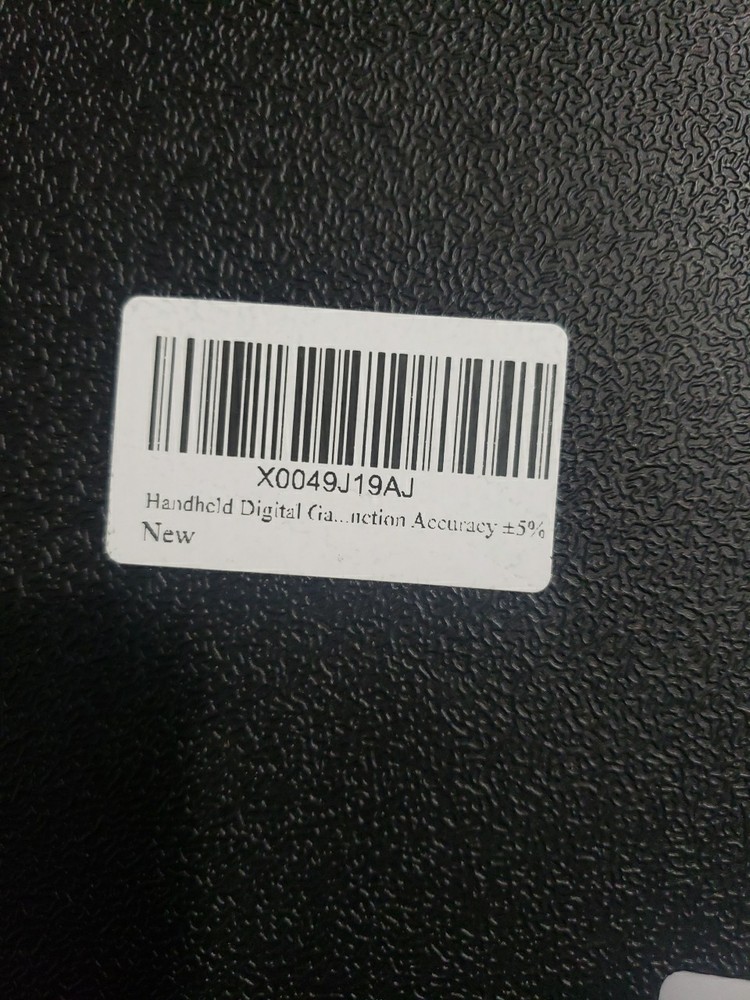 X0049J19AJ
Handheld Digital Ga...nction Accuracy ±5%
New